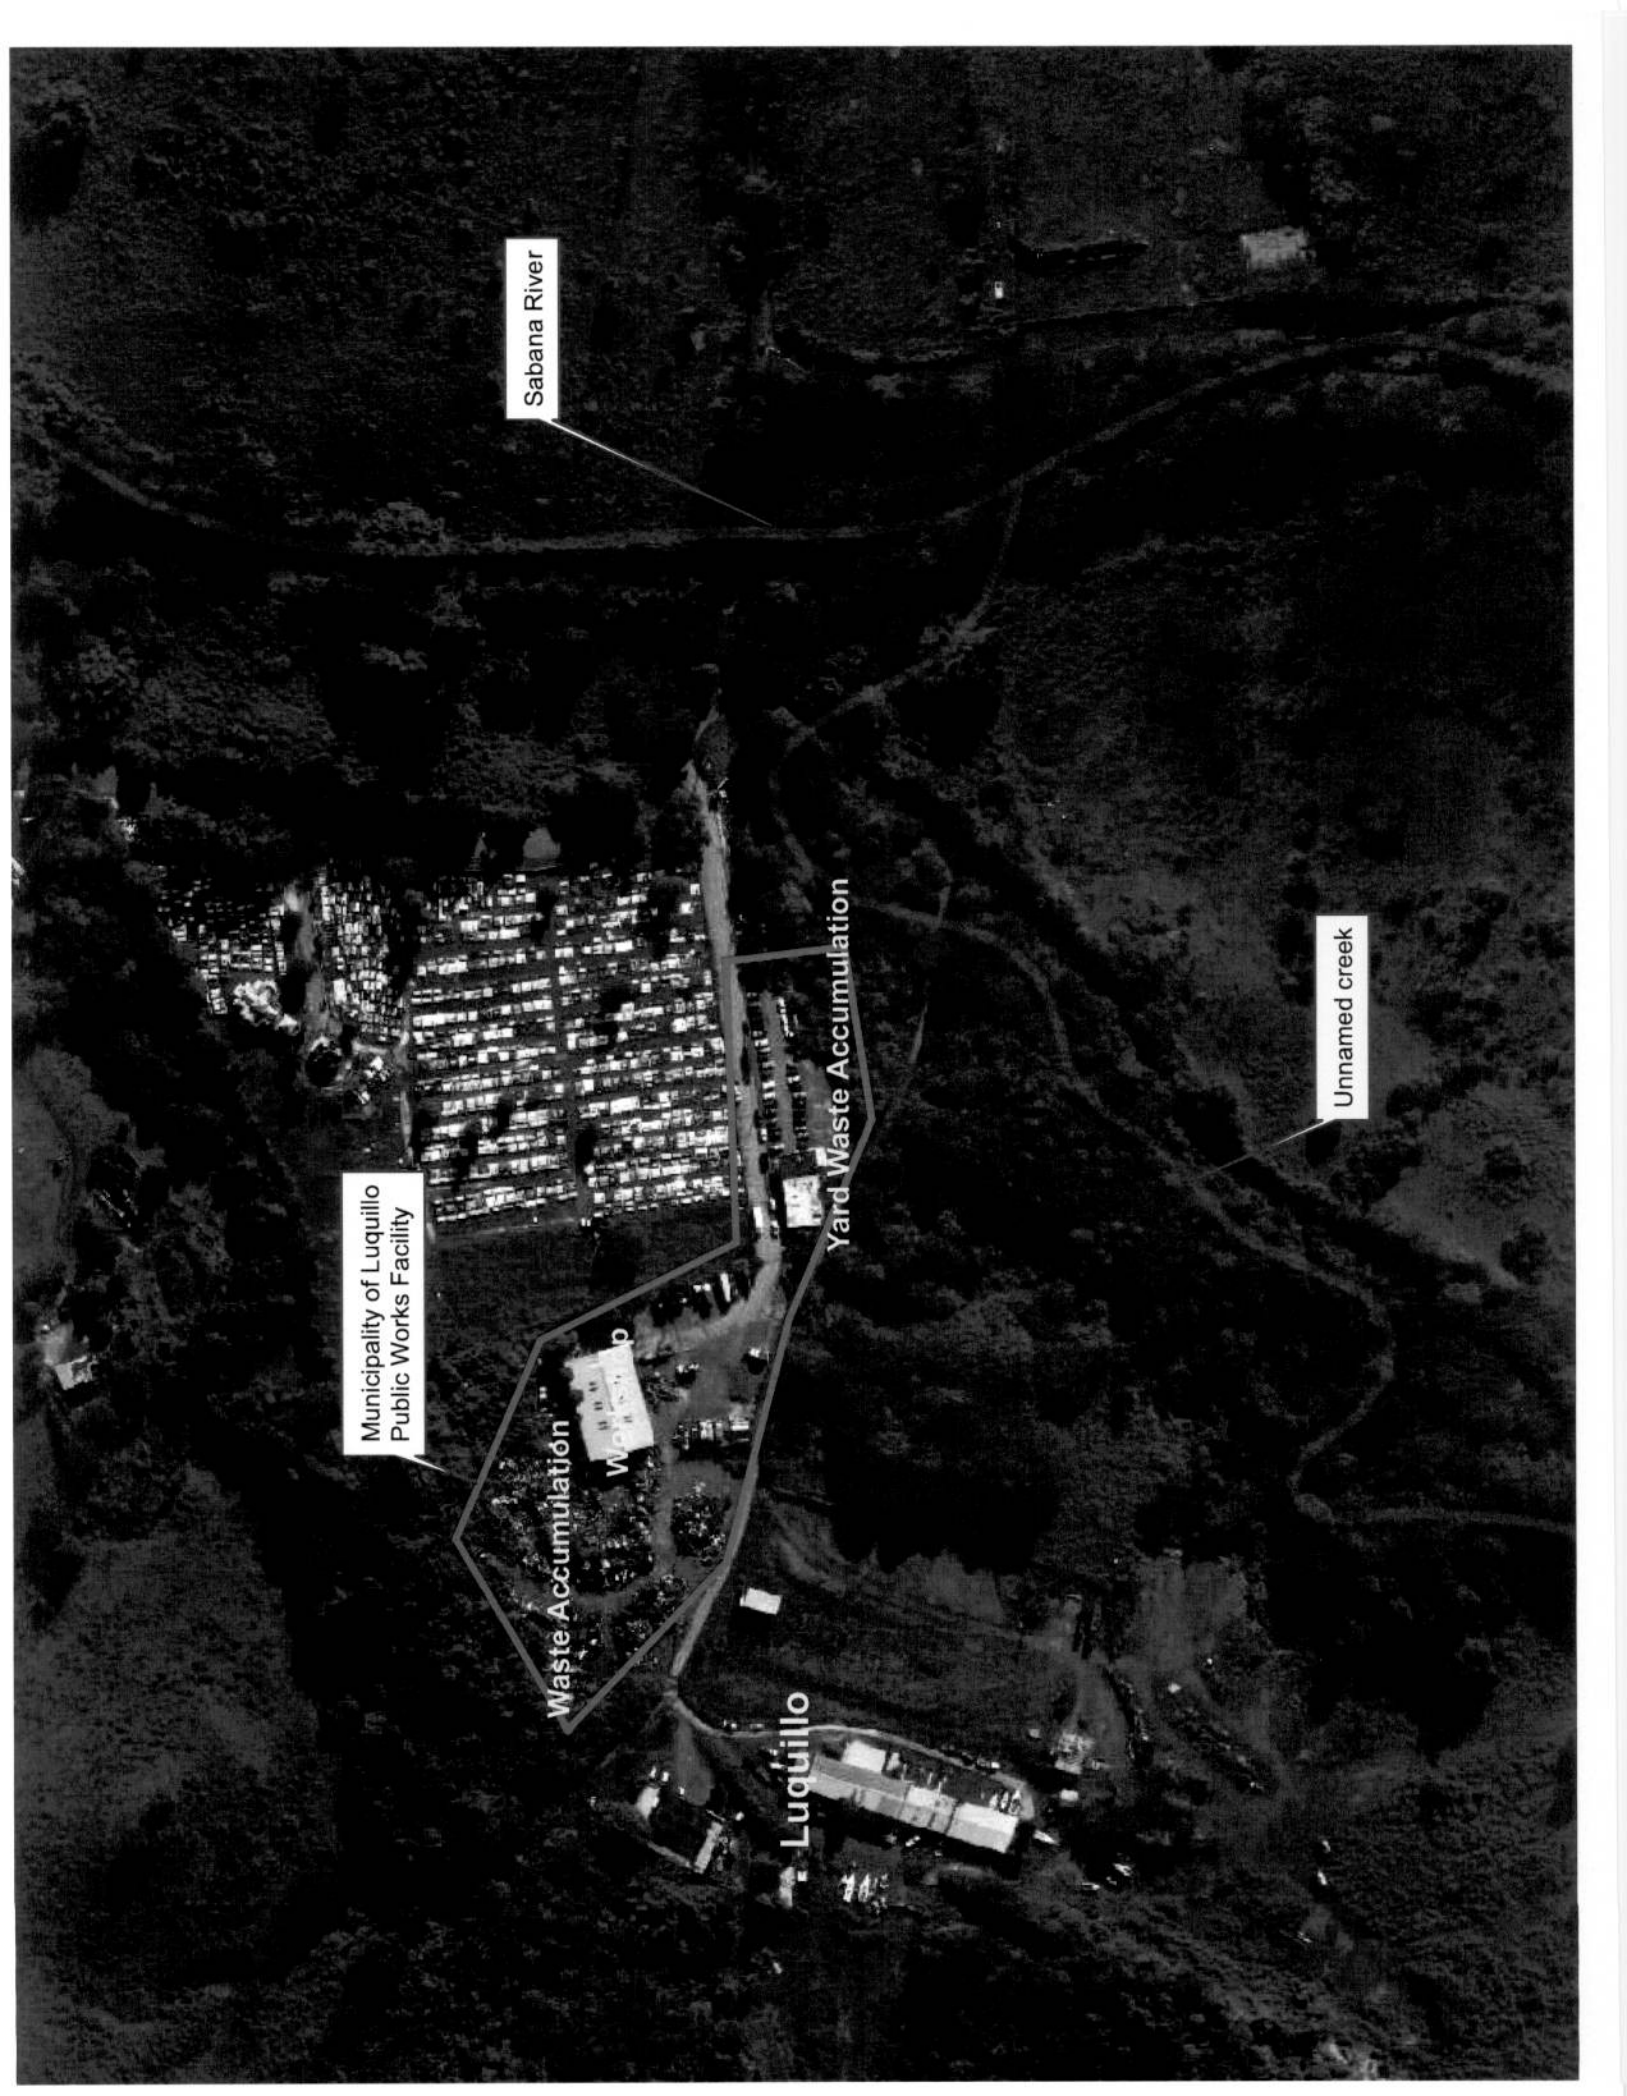 Municipality of Luquillo
Public Works Facility
Sabana River
Waste Accumulation
Yard Waste Accumulation
Luquillo
Unnamed creek